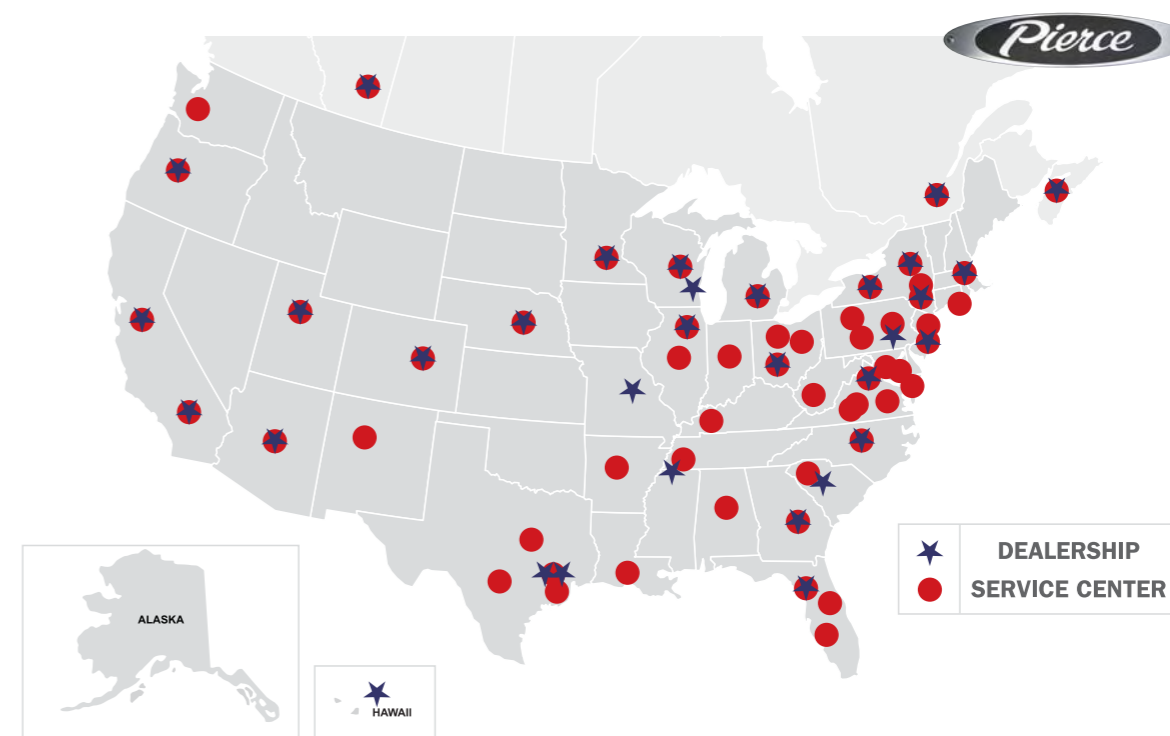 Pierce
DEALERSHIP
SERVICE CENTER
ALASKA
HAWAII